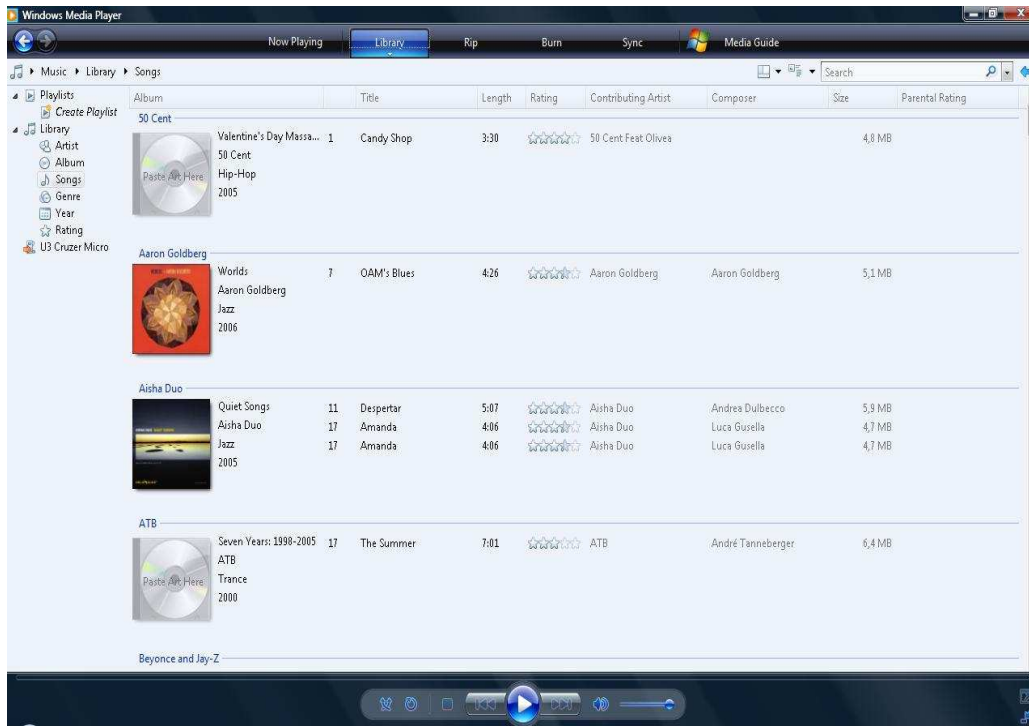 Windows Media Player
Now Playing Library Rip Burn Sync Media Guide
Music Library Songs Search
Playlists
Create Playlist
Library
Artist
Album
Songs
Genre
Year
Rating
U3 Cruzer Micro
Album Title Length Rating Contributing Artist Composer Size Parental Rating
50 Cent
Paste Art Here
Valentine's Day Massa... 1 Candy Shop 3:30 50 Cent Feat Olivea 4,8 MB
50 Cent
Hip-Hop
2005
Aaron Goldberg
Worlds 7 OAM's Blues 4:26 Aaron Goldberg Aaron Goldberg 5,1 MB
Aaron Goldberg
Jazz
2006
Aisha Duo
Quiet Songs 11 Despertar 5:07 Aisha Duo Andrea Dulbecco 5,9 MB
Aisha Duo 17 Amanda 4:06 Aisha Duo Luca Gusella 4,7 MB
Jazz 17 Amanda 4:06 Aisha Duo Luca Gusella 4,7 MB
2005
ATB
Paste Art Here
Seven Years: 1998-2005 17 The Summer 7:01 ATB André Tanneberger 6,4 MB
ATB
Trance
2000
Beyonce and Jay-Z